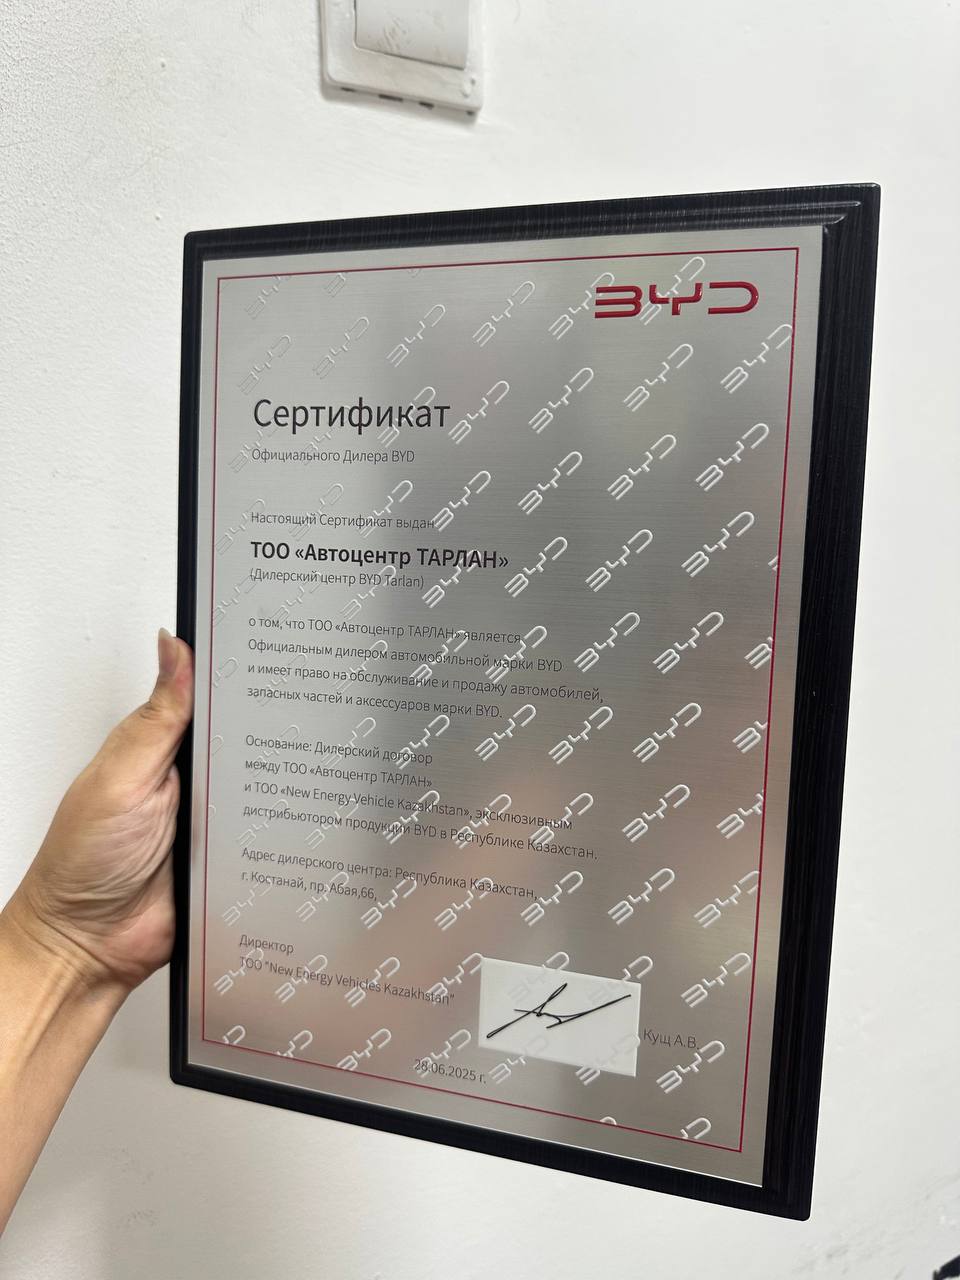 BYD
Сертификат
Официального Дилера BYD
Настоящий Сертификат выдан
ТОО «Автоцентр ТАРЛАН»
(Дилерский центр BYD Tarlan)
о том, что ТОО «Автоцентр ТАРЛАН» является
Официальным дилером автомобильной марки BYD
и имеет право на обслуживание и продажу автомобилей,
запасных частей и аксессуаров марки BYD.
Основание: Дилерский договор
между ТОО «Автоцентр ТАРЛАН»
и ТОО «New Energy Vehicle Kazakhstan», эксклюзивным
дистрибьютором продукции BYD в Республике Казахстан.
Адрес дилерского центра: Республика Казахстан,
г. Костанай, пр. Абая,66,
Директор
ТОО "New Energy Vehicles Kazakhstan"
Кущ А.В.
28.06.2025 г.